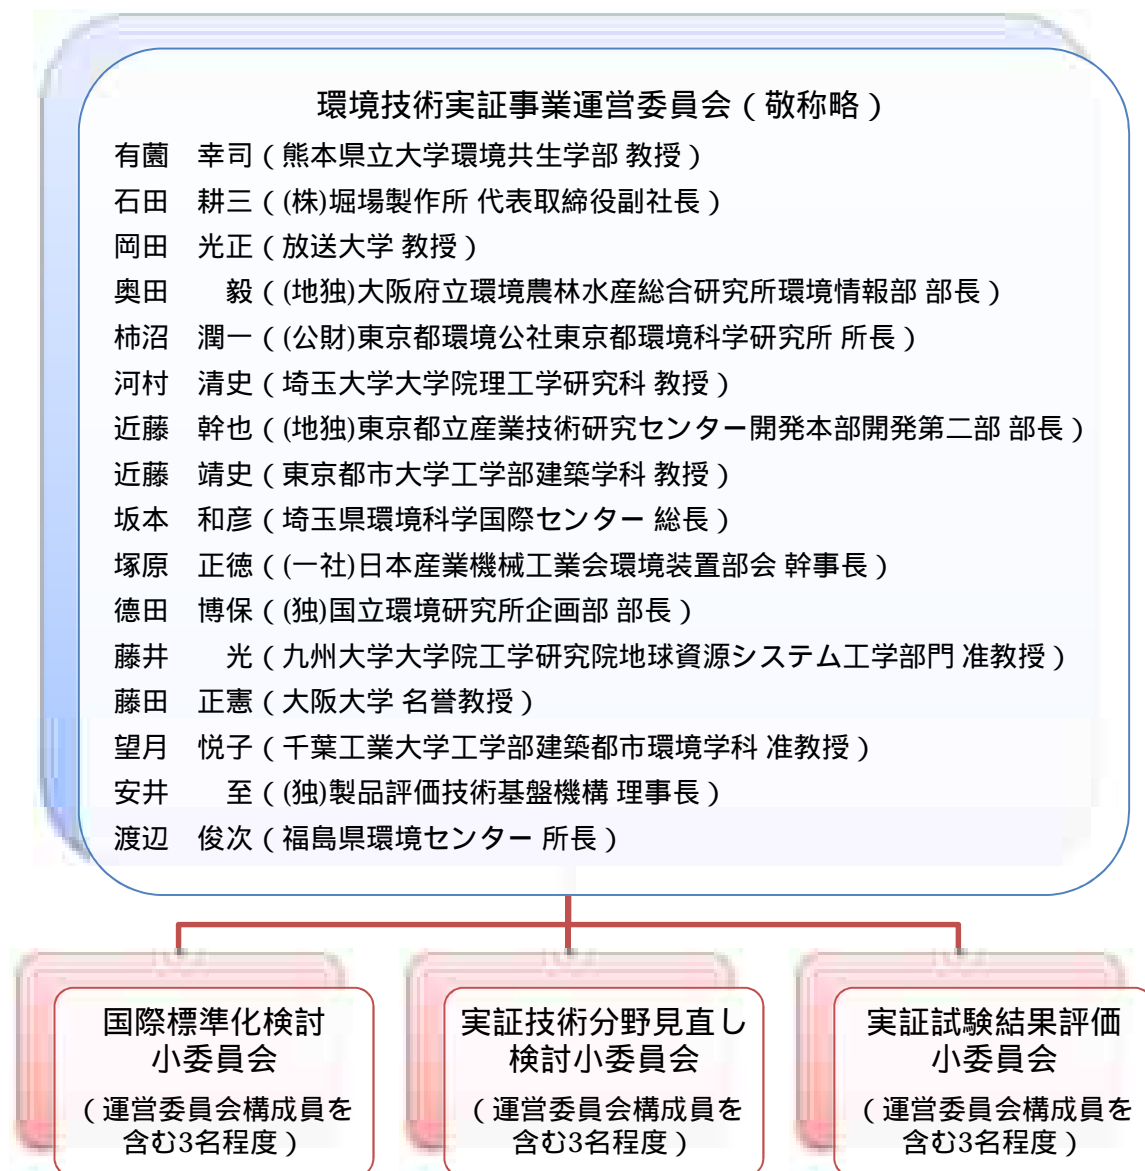 環境技術実証事業運営委員会(敬称略)
有薗　幸司(熊本県立大学環境共生学部 教授)
石田　耕三((株)堀場製作所 代表取締役副社長)
岡田　光正(放送大学 教授)
奥田　　毅((地独)大阪府立環境農林水産総合研究所環境情報部 部長)
柿沼　潤一((公財)東京都環境公社東京都環境科学研究所 所長)
河村　清史(埼玉大学大学院理工学研究科 教授)
近藤　幹也((地独)東京都立産業技術研究センター開発本部開発第二部 部長)
近藤　靖史(東京都市大学工学部建築学科 教授)
坂本　和彦(埼玉県環境科学国際センター 総長)
塚原　正徳((一社)日本産業機械工業会環境装置部会 幹事長)
德田　博保((独)国立環境研究所企画部 部長)
藤井　　光(九州大学大学院工学研究院地球資源システム工学部門 准教授)
藤田　正憲(大阪大学 名誉教授)
望月　悦子(千葉工業大学工学部建築都市環境学科 准教授)
安井　　至((独)製品評価技術基盤機構 理事長)
渡辺　俊次(福島県環境センター 所長)
国際標準化検討
小委員会
(運営委員会構成員を
含む3名程度)
実証技術分野見直し
検討小委員会
(運営委員会構成員を
含む3名程度)
実証試験結果評価
小委員会
(運営委員会構成員を
含む3名程度)